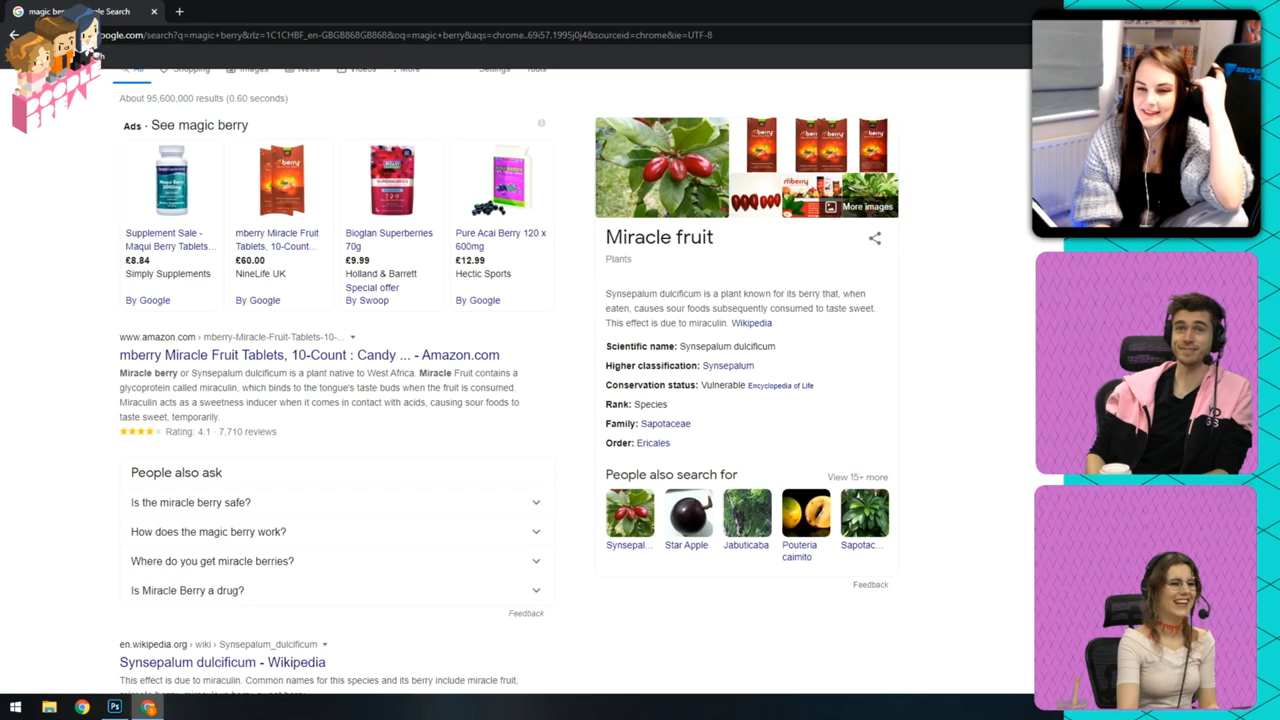 magic be
Search
google.com/search?q=magic+berry&rlz=1C1CHBF_en-GBGB868GB868&oq=magic+berry&aqs=chrome..69i57.1995j0j4&sourceid=chrome&ie=UTF-8
All Shopping Images News Videos More Settings Tools
About 95,600,000 results (0.60 seconds)
Ads · See magic berry
Supplement Sale -
Maqui Berry Tablets...
£8.84
Simply Supplements
By Google
mberry Miracle Fruit
Tablets, 10-Count...
£60.00
NineLife UK
By Google
Bioglan Superberries
70g
£9.99
Holland & Barrett
Special offer
By Swoop
Pure Acai Berry 120 x
600mg
£12.99
Hectic Sports
By Google
www.amazon.com › mberry-Miracle-Fruit-Tablets-10-...
mberry Miracle Fruit Tablets, 10-Count : Candy ... - Amazon.com
Miracle berry or Synsepalum dulcificum is a plant native to West Africa. Miracle Fruit contains a
glycoprotein called miraculin, which binds to the tongue's taste buds when the fruit is consumed.
Miraculin acts as a sweetness inducer when it comes in contact with acids, causing sour foods to
taste sweet, temporarily.
Rating: 4.1 · 7,710 reviews
People also ask
Is the miracle berry safe?
How does the magic berry work?
Where do you get miracle berries?
Is Miracle Berry a drug?
Feedback
en.wikipedia.org › wiki › Synsepalum_dulcificum
Synsepalum dulcificum - Wikipedia
This effect is due to miraculin. Common names for this species and its berry include miracle fruit,
mberry
More images
Miracle fruit
Plants
Synsepalum dulcificum is a plant known for its berry that, when
eaten, causes sour foods subsequently consumed to taste sweet.
This effect is due to miraculin. Wikipedia
Scientific name: Synsepalum dulcificum
Higher classification: Synsepalum
Conservation status: Vulnerable Encyclopedia of Life
Rank: Species
Family: Sapotaceae
Order: Ericales
People also search for
View 15+ more
Synsepal...
Star Apple
Jabuticaba
Pouteria
caimito
Sapotac...
Feedback
Ps